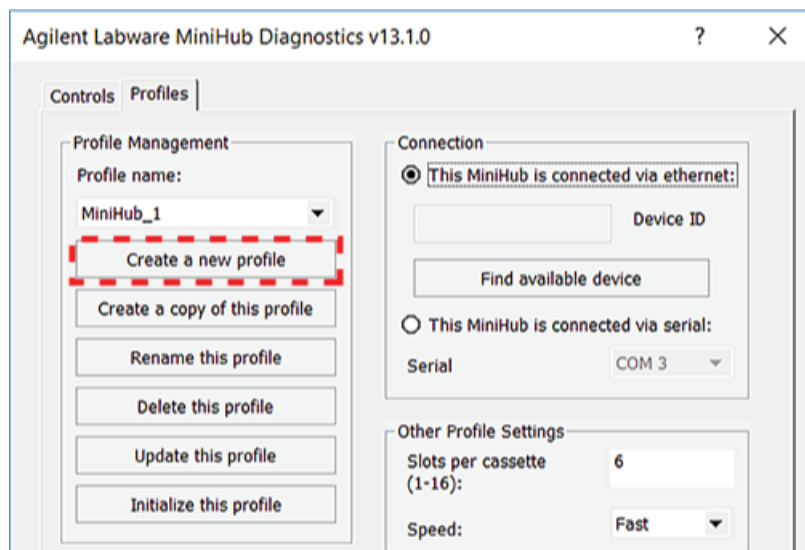 Agilent Labware MiniHub Diagnostics v13.1.0 ? ×
Controls Profiles
Profile Management
Profile name:
MiniHub_1
Create a new profile
Create a copy of this profile
Rename this profile
Delete this profile
Update this profile
Initialize this profile
Connection
This MiniHub is connected via ethernet:
Device ID
Find available device
This MiniHub is connected via serial:
Serial COM 3
Other Profile Settings
Slots per cassette 6
(1-16):
Speed: Fast